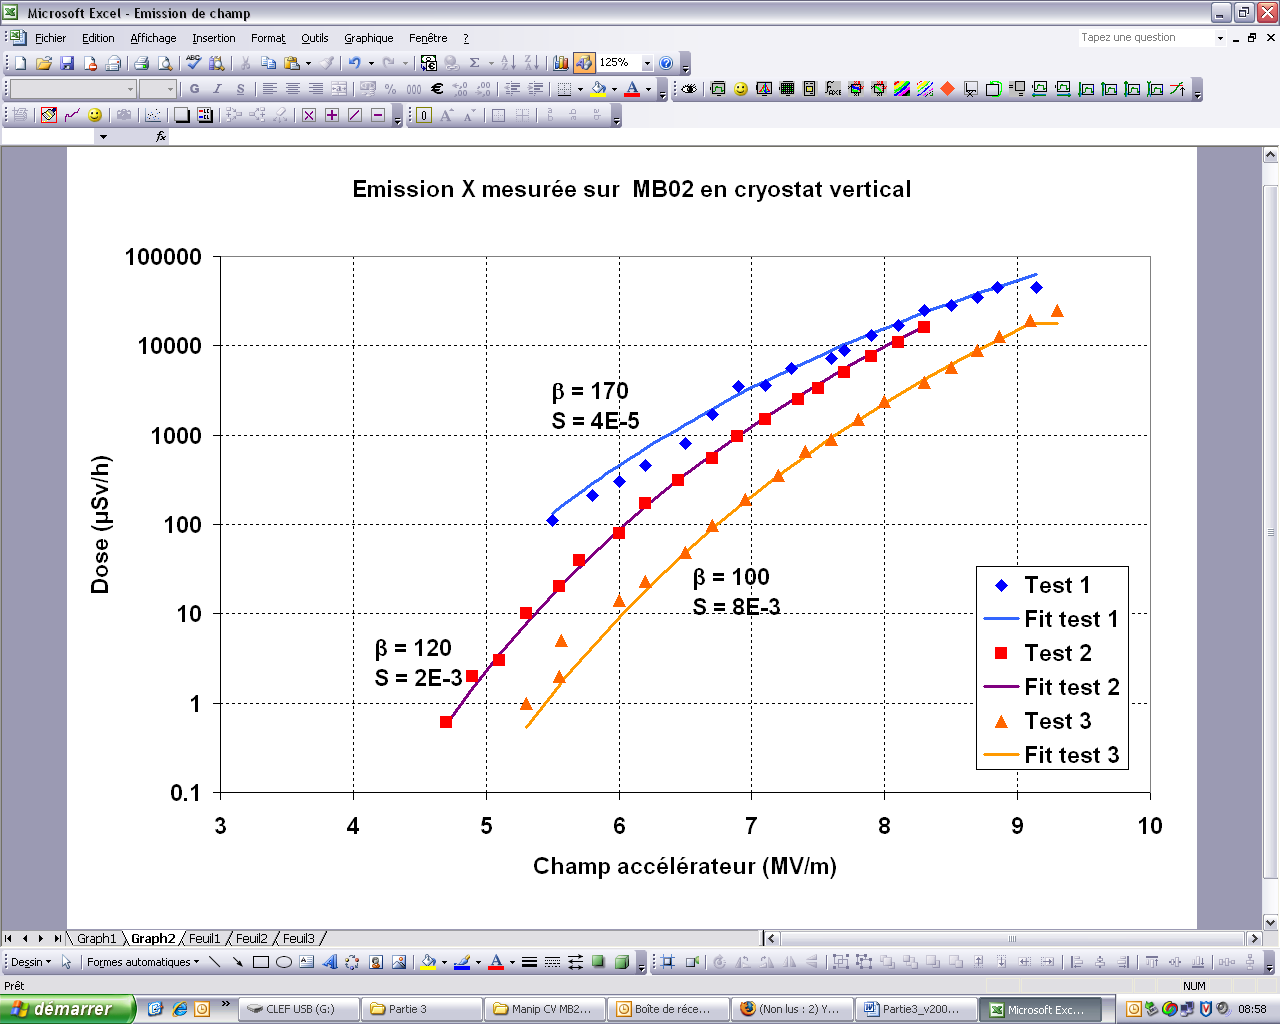 Microsoft Excel - Emission de champ
Fichier Edition Affichage Insertion Format Outils Graphique Fenêtre ? Tapez une question
125%
G I S
fx
Emission X mesurée sur MB02 en cryostat vertical
100000
10000
1000
100
10
1
0.1
Dose (µSv/h)
β = 170
S = 4E-5
β = 100
S = 8E-3
β = 120
S = 2E-3
Test 1
Fit test 1
Test 2
Fit test 2
Test 3
Fit test 3
3 4 5 6 7 8 9 10
Champ accélérateur (MV/m)
Graph1 Graph2 Feuil1 Feuil2 Feuil3
Dessin Formes automatiques
Prêt NUM
démarrer » CLEF USB (G:) Partie 3 Manip CV MB2... Boîte de réce... (Non lus : 2) Y... Partie3_v200... Microsoft Exc... 08:58